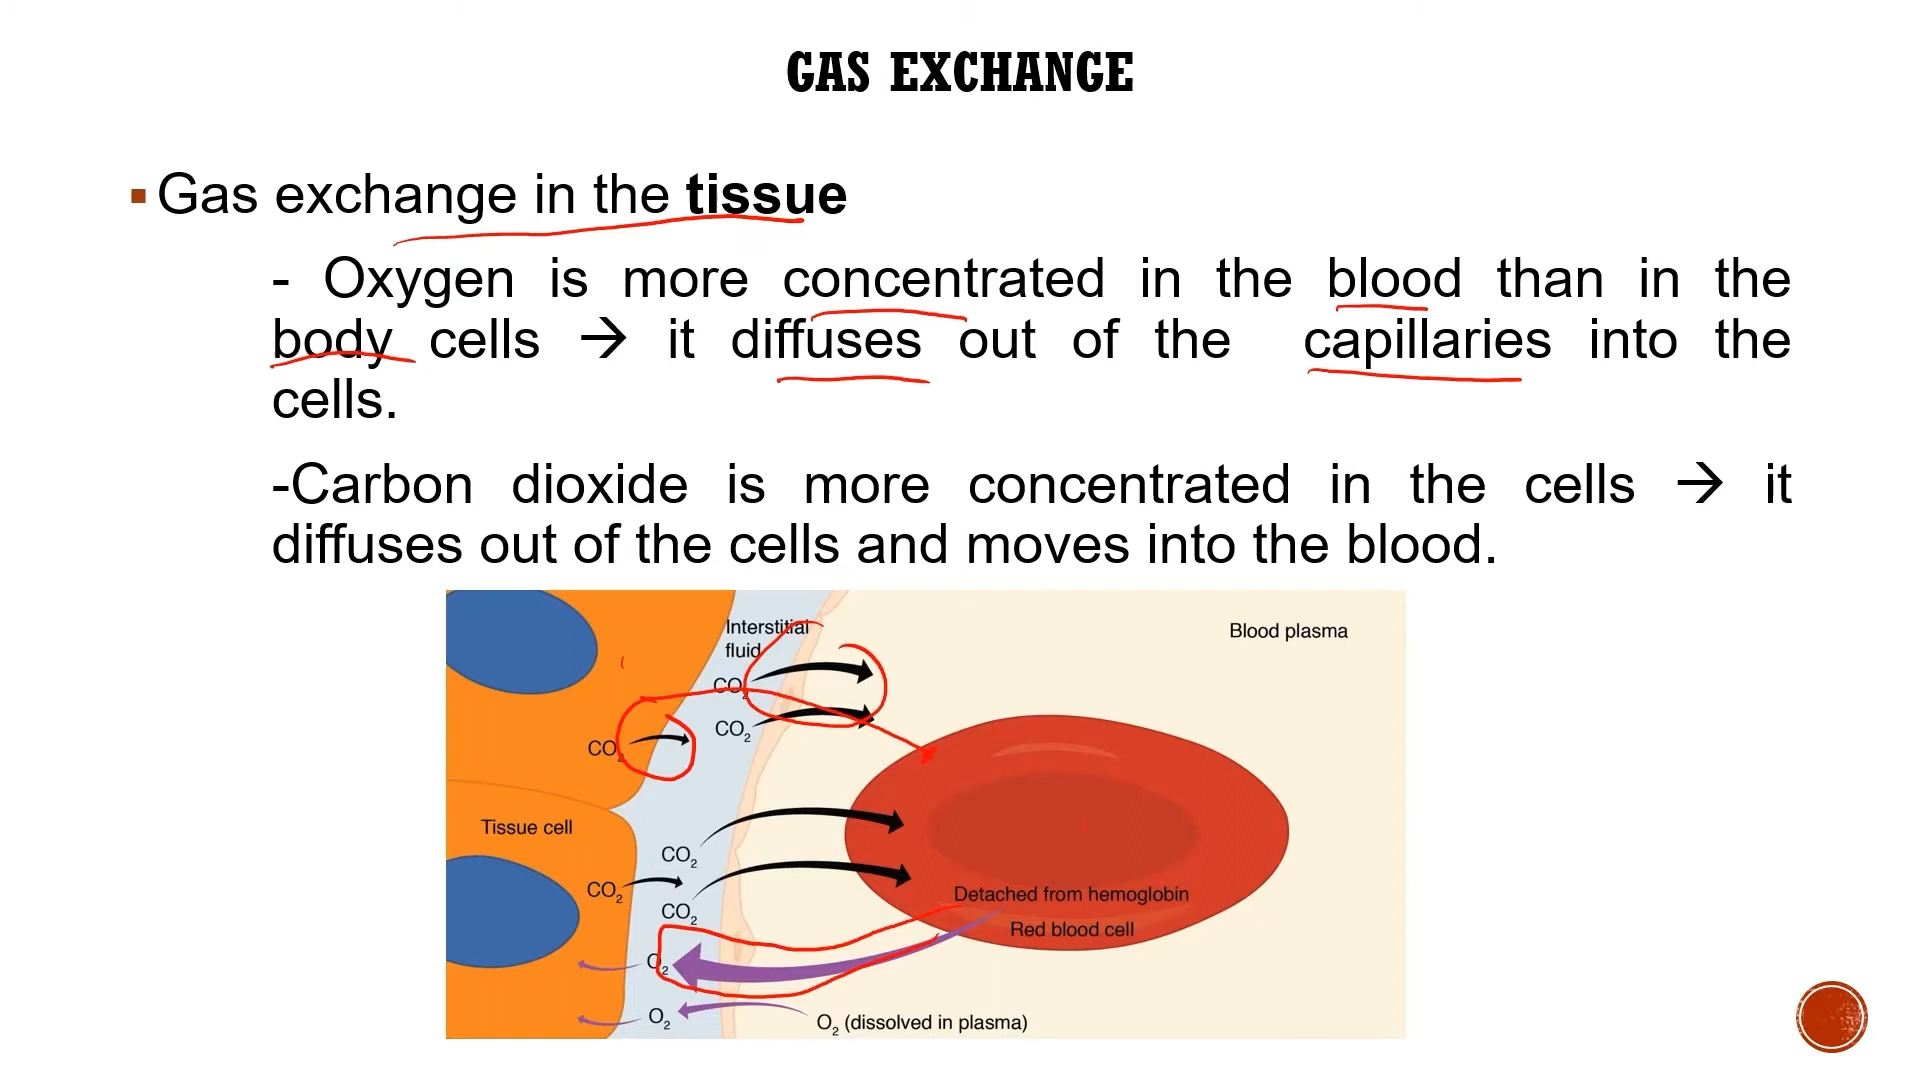 GAS EXCHANGE
▪ Gas exchange in the tissue
- Oxygen is more concentrated in the blood than in the
body cells → it diffuses out of the capillaries into the
cells.
-Carbon dioxide is more concentrated in the cells → it
diffuses out of the cells and moves into the blood.
Interstitial
fluid
Blood plasma
CO₂
CO₂
CO₂
Tissue cell
CO₂
CO₂
CO₂
Detached from hemoglobin
Red blood cell
O₂
O₂
O₂ (dissolved in plasma)